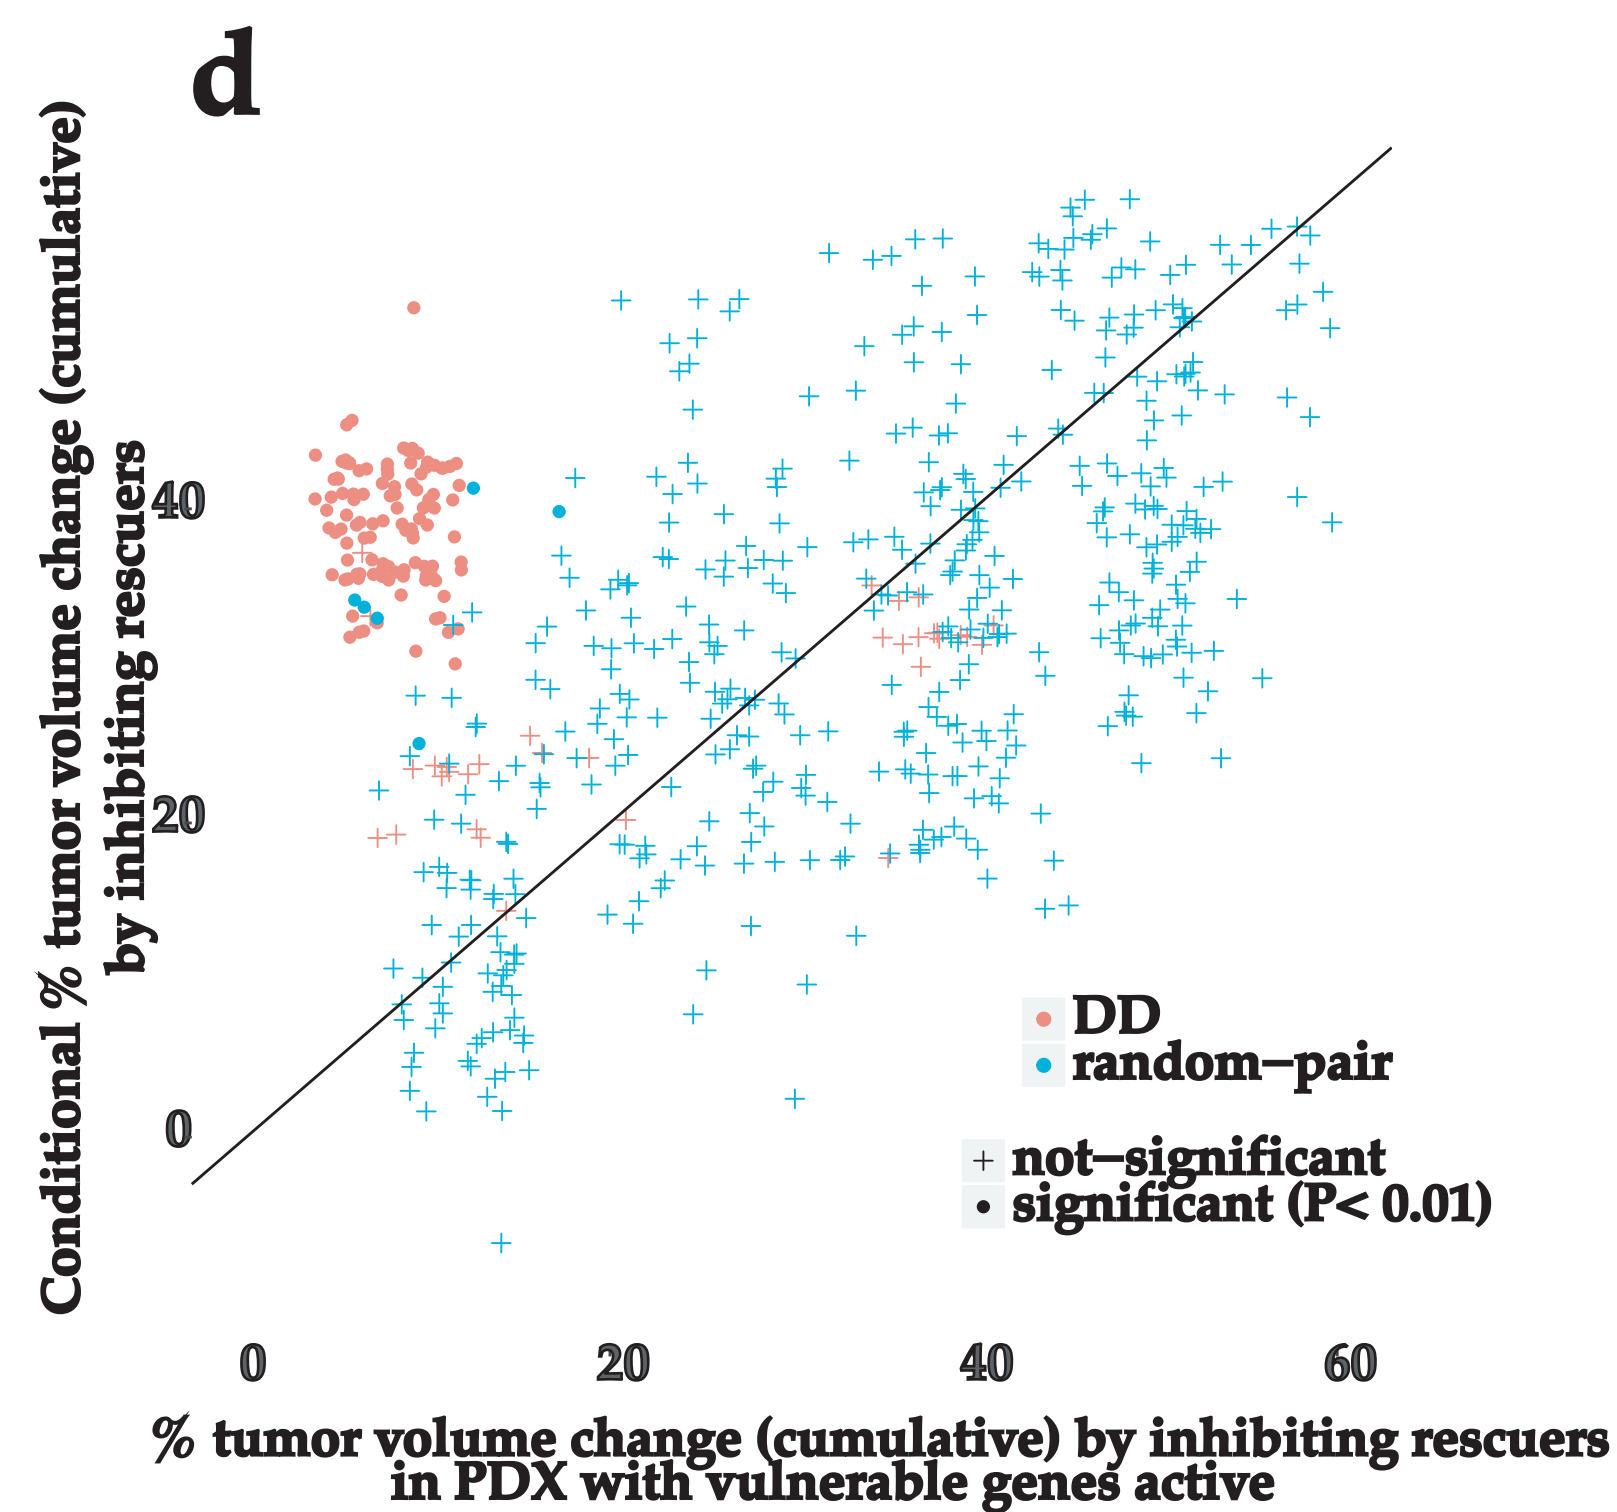 d
Conditional % tumor volume change (cumulative)
by inhibiting rescuers
40
20
0
DD
random–pair
not–significant
significant (P< 0.01)
0 20 40 60
% tumor volume change (cumulative) by inhibiting rescuers
in PDX with vulnerable genes active